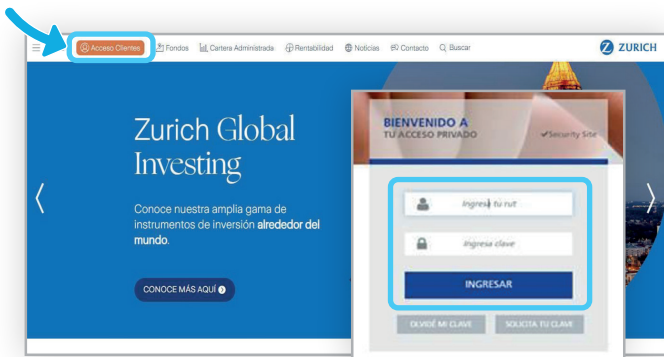 Acceso Clientes
Fondos
Cartera Administrada
Rentabilidad
Noticias
Contacto
Buscar
ZURICH
Zurich Global
Investing
Conoce nuestra amplia gama de
instrumentos de inversión alrededor del
mundo.
CONOCE MÁS AQUÍ
BIENVENIDO A
TU ACCESO PRIVADO
Security Site
Ingresa tu rut
Ingresa clave
INGRESAR
OLVIDÉ MI CLAVE
SOLICITA TU CLAVE